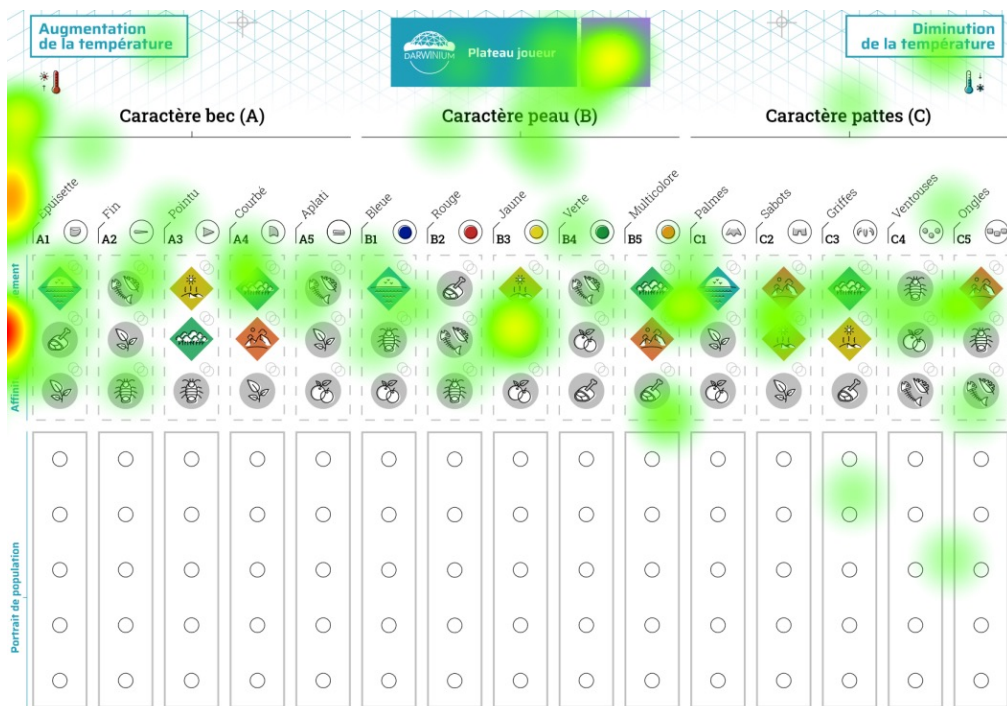 Augmentation
de la température
DARWINIUM
Plateau joueur
Diminution
de la température
Caractère bec (A)
Caractère peau (B)
Caractère pattes (C)
Epuisette
Fin
Pointu
Courbé
Aplati
Bleue
Rouge
Jaune
Verte
Multicolore
Palmes
Sabots
Griffes
Ventouses
Ongles
A1
A2
A3
A4
A5
B1
B2
B3
B4
B5
C1
C2
C3
C4
C5
Portrait de population